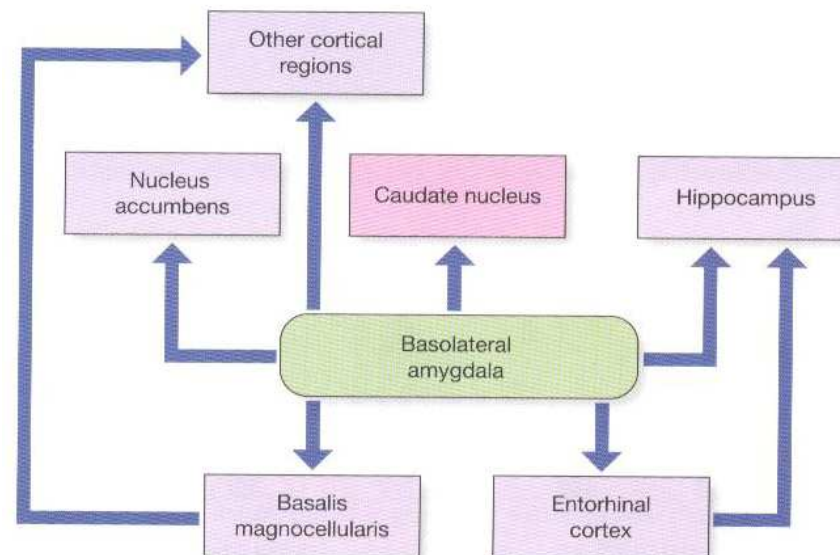 Other cortical
regions
Nucleus
accumbens
Caudate nucleus
Hippocampus
Basolateral
amygdala
Basalis
magnocellularis
Entorhinal
cortex